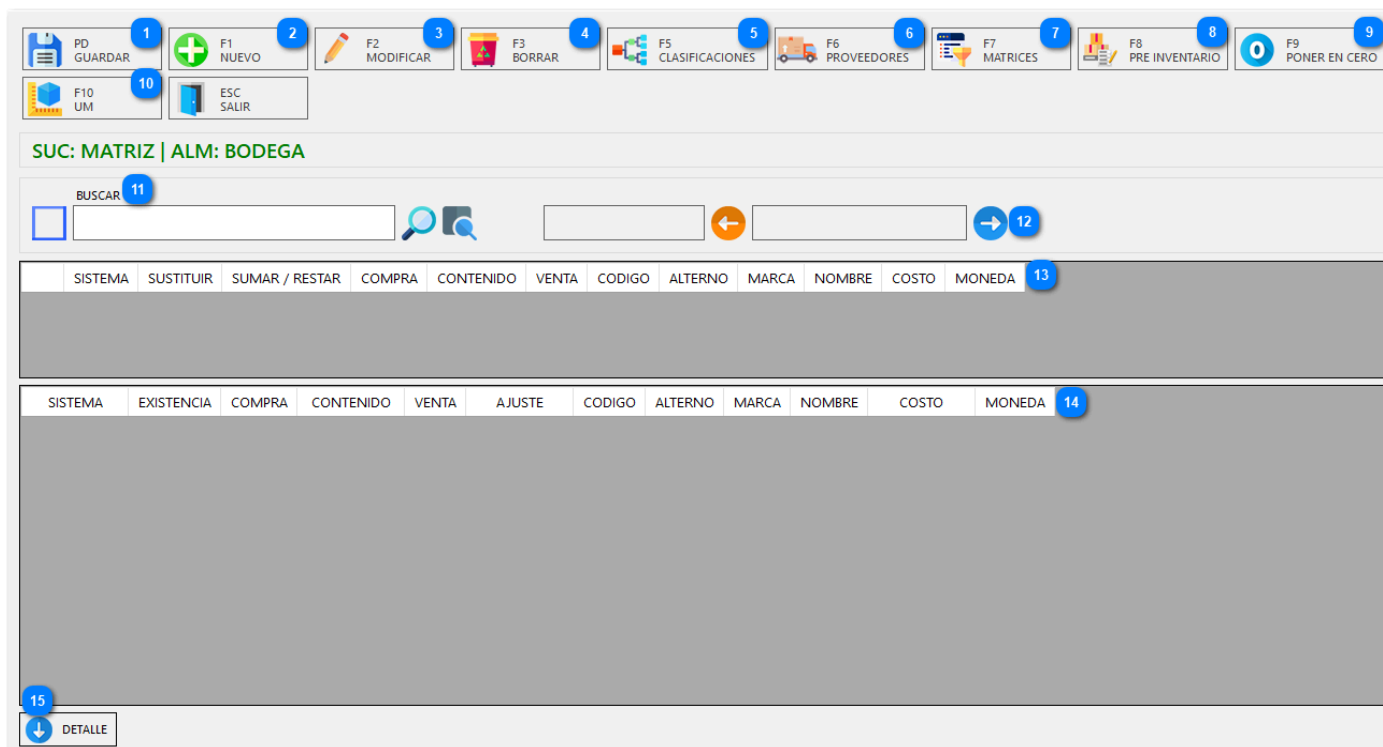 PD GUARDAR 1
F1 NUEVO 2
F2 MODIFICAR 3
F3 BORRAR 4
F5 CLASIFICACIONES 5
F6 PROVEEDORES 6
F7 MATRICES 7
F8 PRE INVENTARIO 8
0 F9 PONER EN CERO 9
F10 UM 10
ESC SALIR
SUC: MATRIZ | ALM: BODEGA
BUSCAR 11
12
SISTEMA SUSTITUIR SUMAR / RESTAR COMPRA CONTENIDO VENTA CODIGO ALTERNO MARCA NOMBRE COSTO MONEDA 13
SISTEMA EXISTENCIA COMPRA CONTENIDO VENTA AJUSTE CODIGO ALTERNO MARCA NOMBRE COSTO MONEDA 14
15
DETALLE